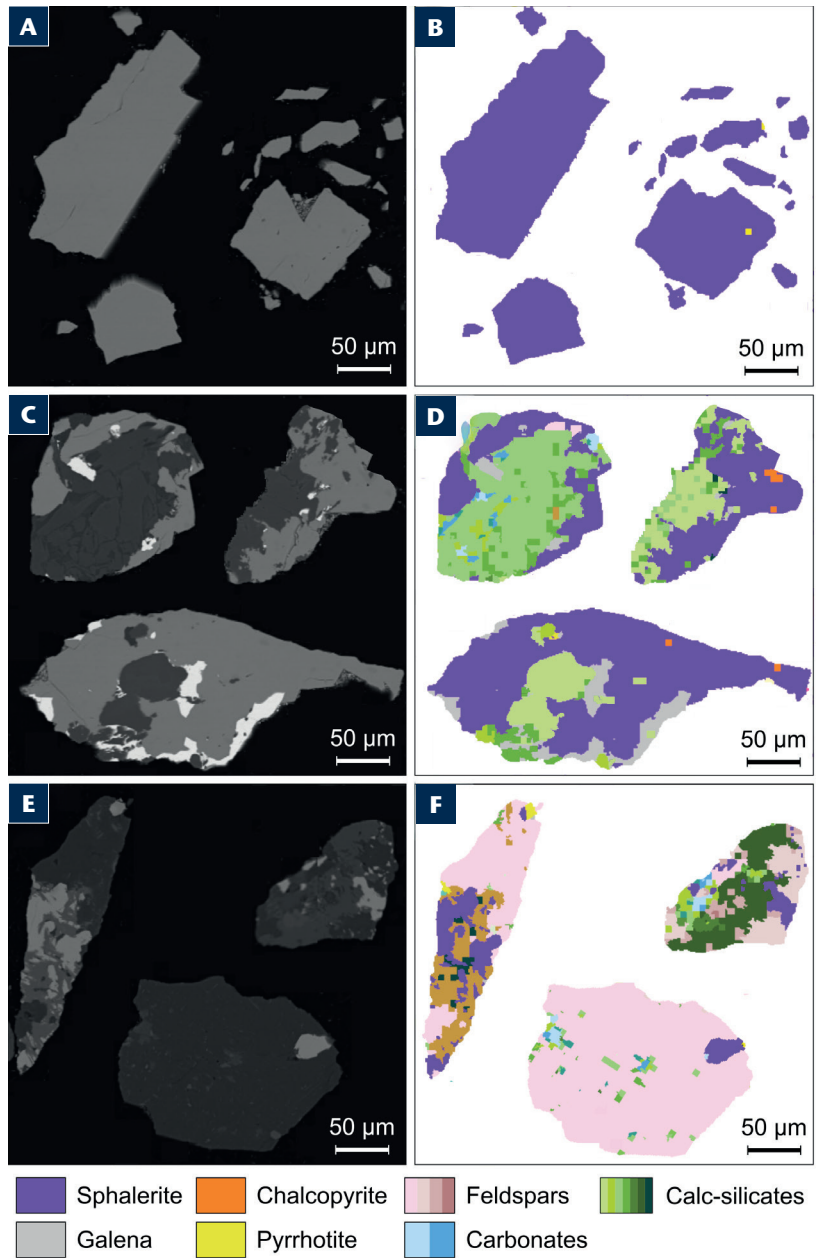 A
B
50 µm
50 µm
C
D
50 µm
50 µm
E
F
50 µm
50 µm
Sphalerite Chalcopyrite Feldspars Calc-silicates
Galena Pyrrhotite Carbonates